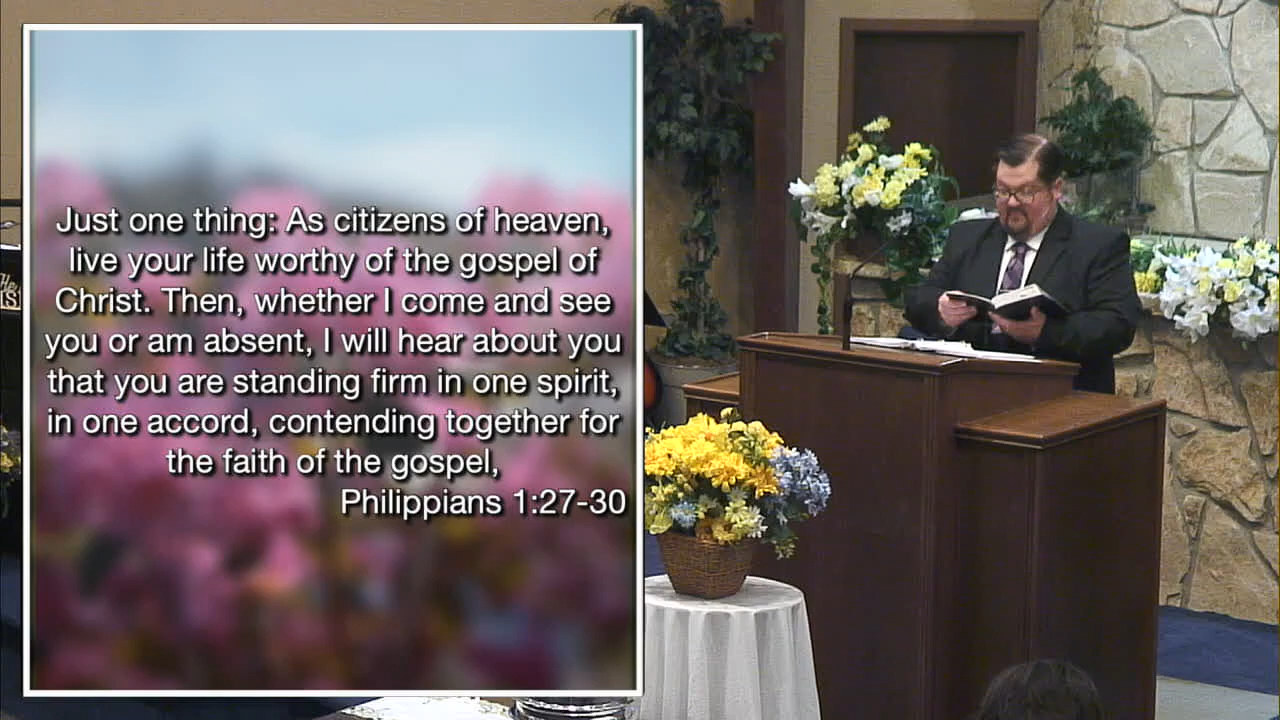 Just one thing: As citizens of heaven,
live your life worthy of the gospel of
Christ. Then, whether I come and see
you or am absent, I will hear about you
that you are standing firm in one spirit,
in one accord, contending together for
the faith of the gospel,
Philippians 1:27-30